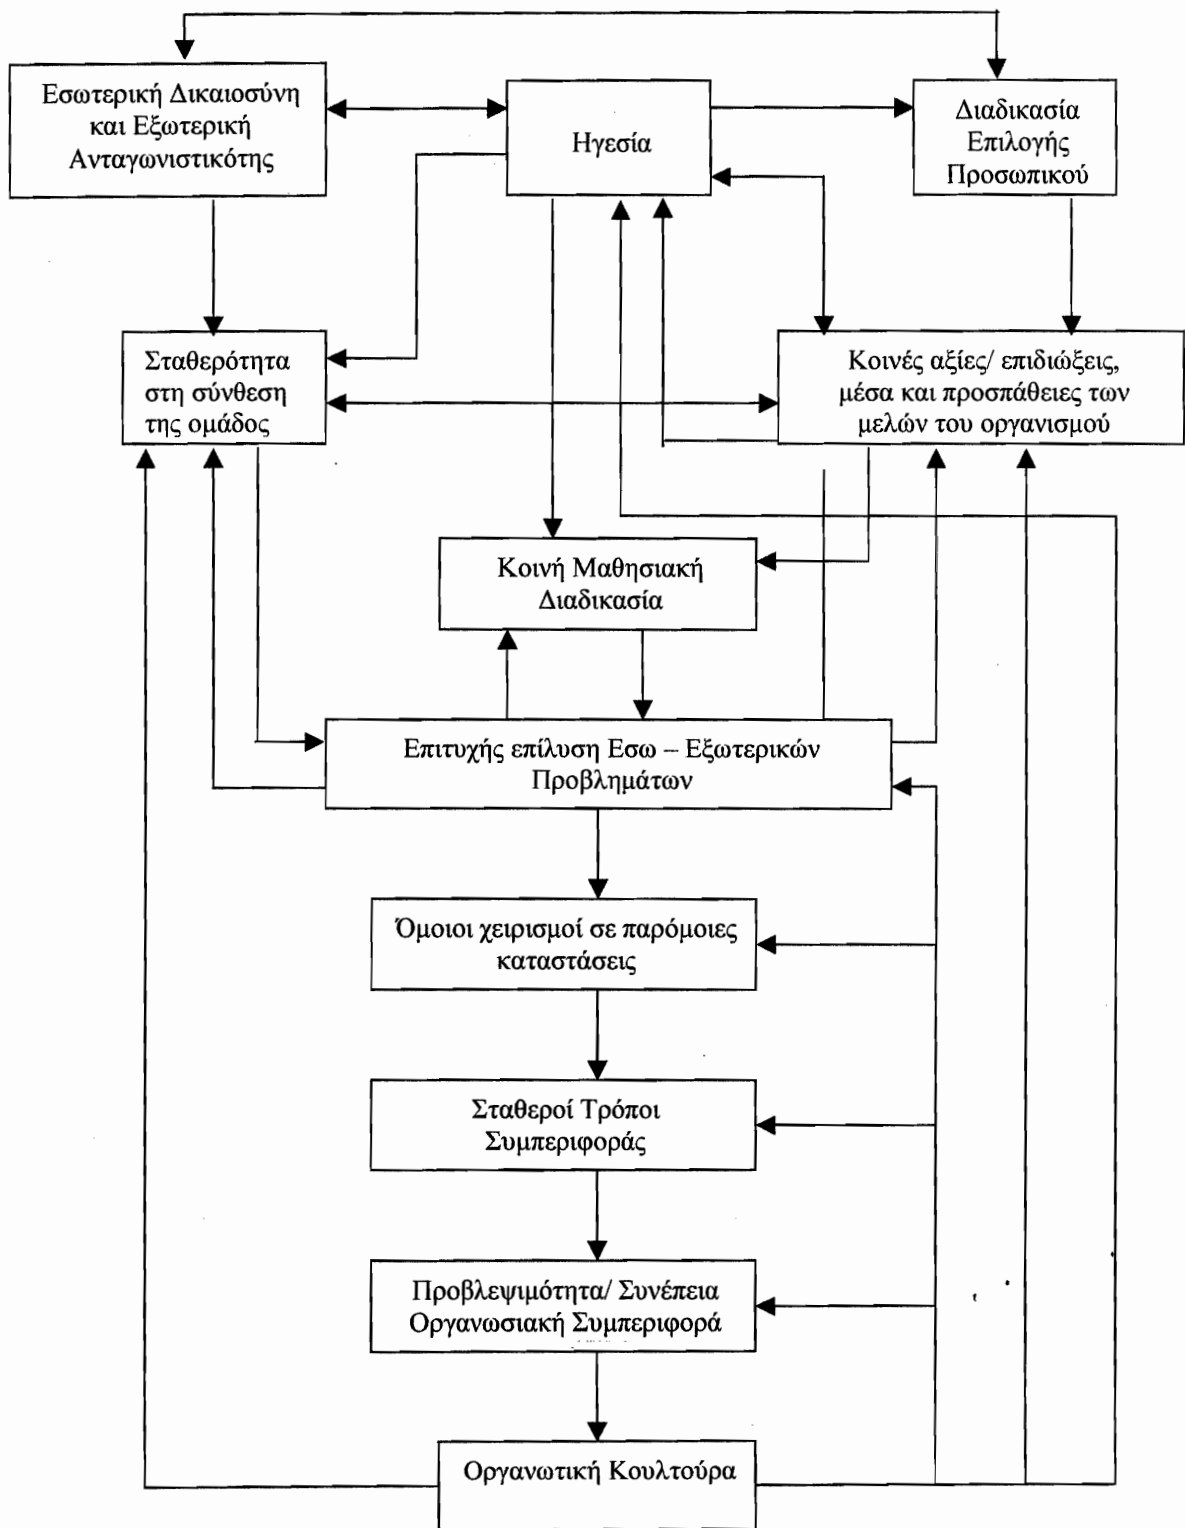 Εσωτερική Δικαιοσύνη
και Εξωτερική
Ανταγωνιστικότης
Ηγεσία
Διαδικασία
Επιλογής
Προσωπικού
Σταθερότητα
στη σύνθεση
της ομάδος
Κοινές αξίες/ επιδιώξεις,
μέσα και προσπάθειες των
μελών του οργανισμού
Κοινή Μαθησιακή
Διαδικασία
Επιτυχής επίλυση Εσω – Εξωτερικών
Προβλημάτων
Όμοιοι χειρισμοί σε παρόμοιες
καταστάσεις
Σταθεροί Τρόποι
Συμπεριφοράς
Προβλεψιμότητα/ Συνέπεια
Οργανωσιακή Συμπεριφορά
Οργανωτική Κουλτούρα